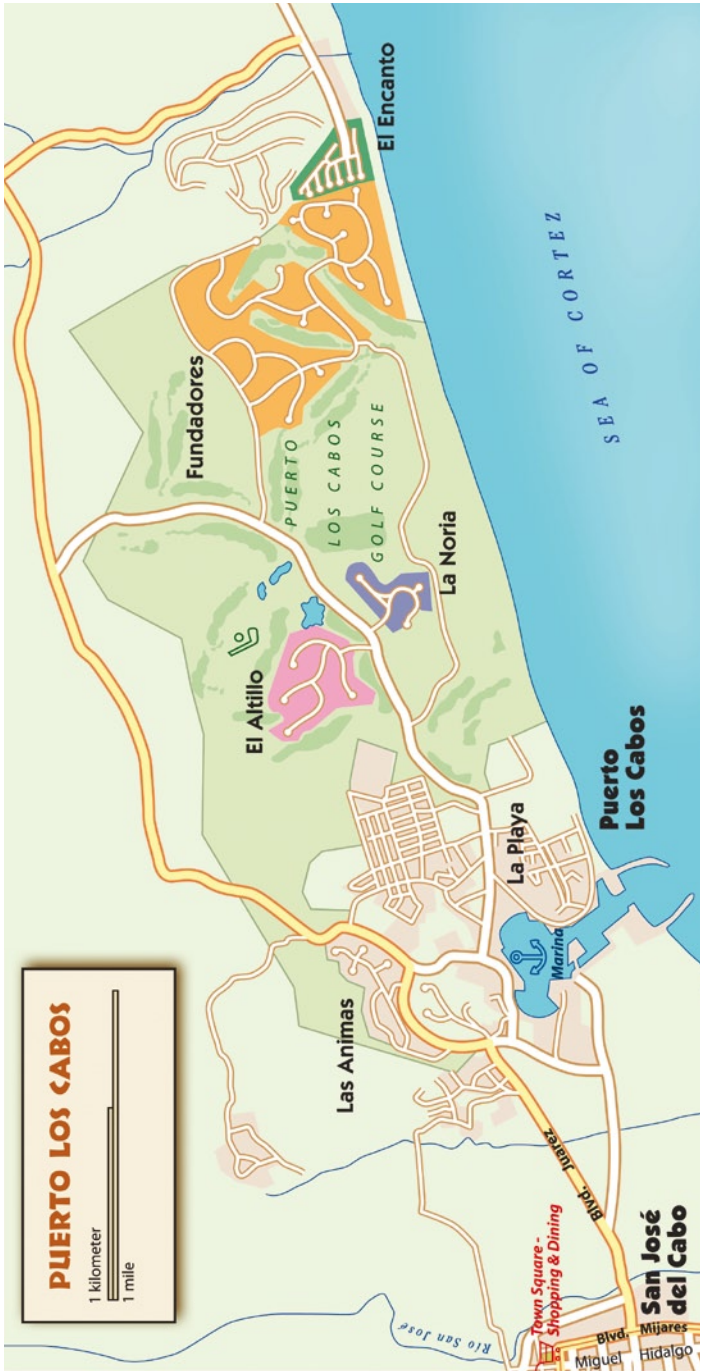 PUERTO LOS CABOS
1 kilometer
1 mile
El Encanto
SEA OF CORTEZ
Fundadores
PUERTO
LOS CABOS
GOLF COURSE
La Noria
El Altillo
Puerto
Los Cabos
La Playa
Marina
Las Animas
Blvd. Juarez
Town Square -
Shopping & Dining
San José
del Cabo
Río San José
Blvd. Mijares
Miguel Hidalgo